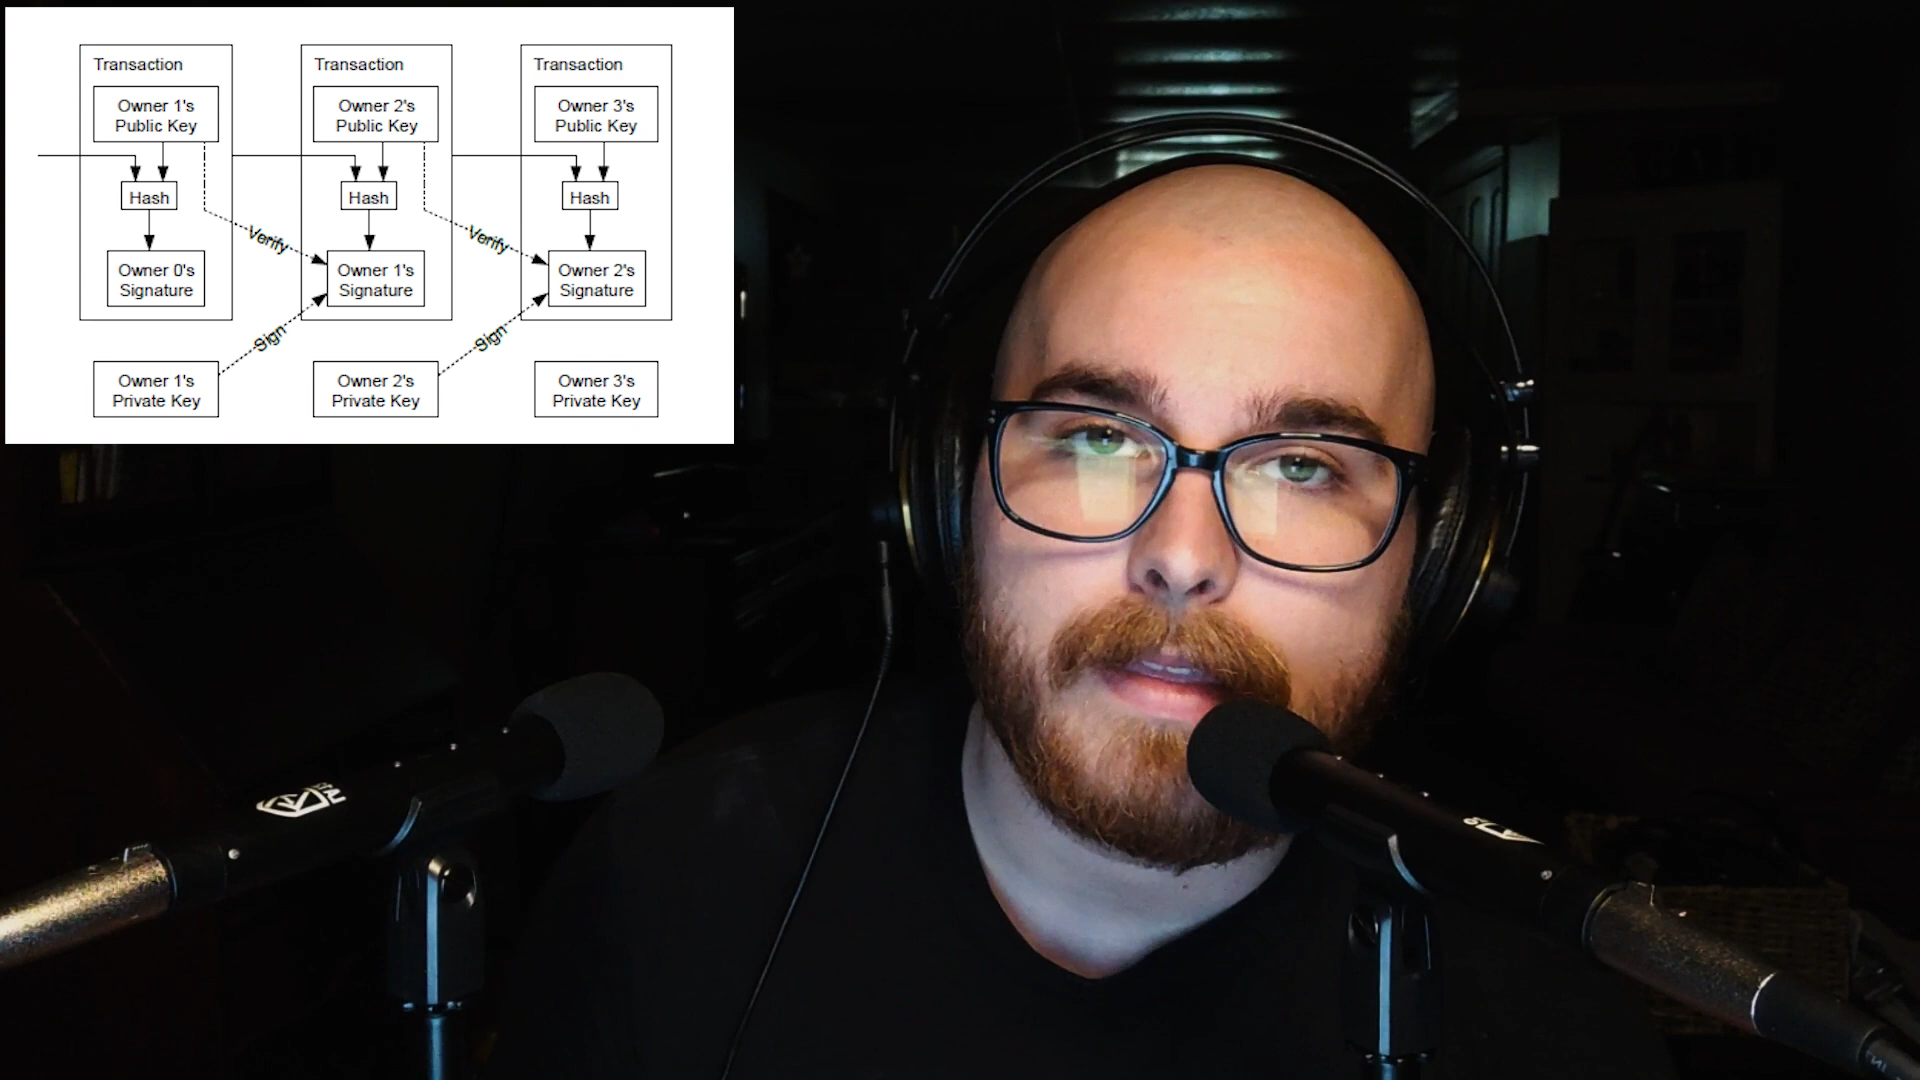 Transaction
Transaction
Transaction
Owner 1's
Public Key
Owner 2's
Public Key
Owner 3's
Public Key
Hash
Hash
Hash
Verify
Verify
Owner 0's
Signature
Owner 1's
Signature
Owner 2's
Signature
Sign
Sign
Owner 1's
Private Key
Owner 2's
Private Key
Owner 3's
Private Key